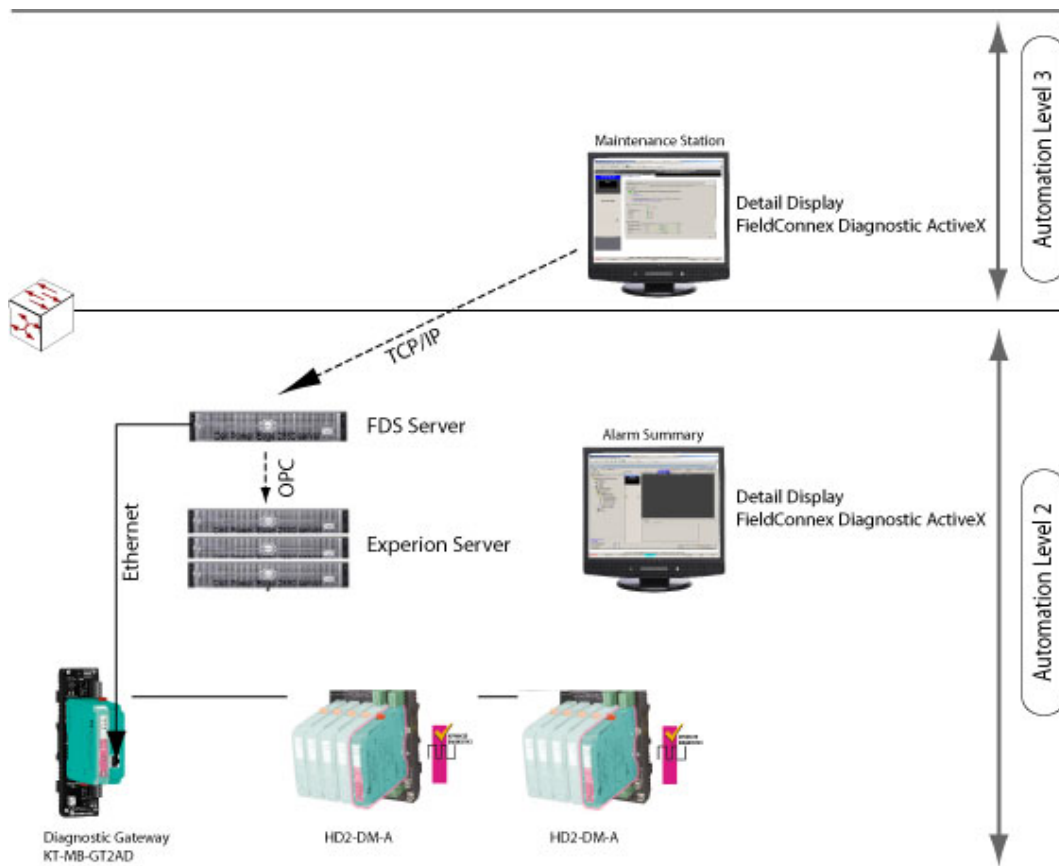 Automation Level 3
Maintenance Station
Detail Display
FieldConnex Diagnostic ActiveX
TCP/IP
FDS Server
OPC
Ethernet
Experion Server
Alarm Summary
Detail Display
FieldConnex Diagnostic ActiveX
Automation Level 2
Diagnostic Gateway
KT-MB-GT2AD
HD2-DM-A
HD2-DM-A